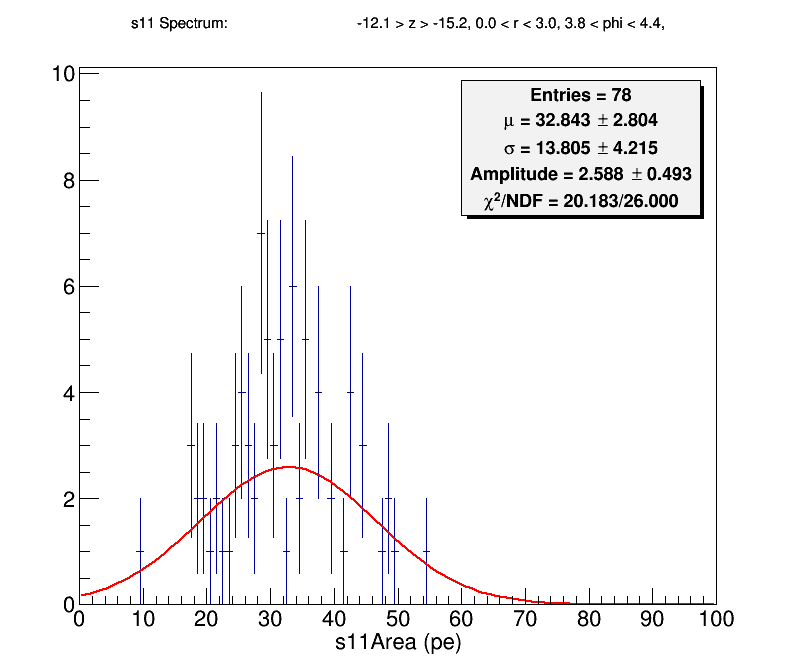 s11 Spectrum: -12.1 > z > -15.2, 0.0 < r < 3.0, 3.8 < phi < 4.4,
Entries = 78
μ = 32.843 ± 2.804
σ = 13.805 ± 4.215
Amplitude = 2.588 ± 0.493
χ²/NDF = 20.183/26.000
10
8
6
4
2
0
0 10 20 30 40 50 60 70 80 90 100
s11Area (pe)